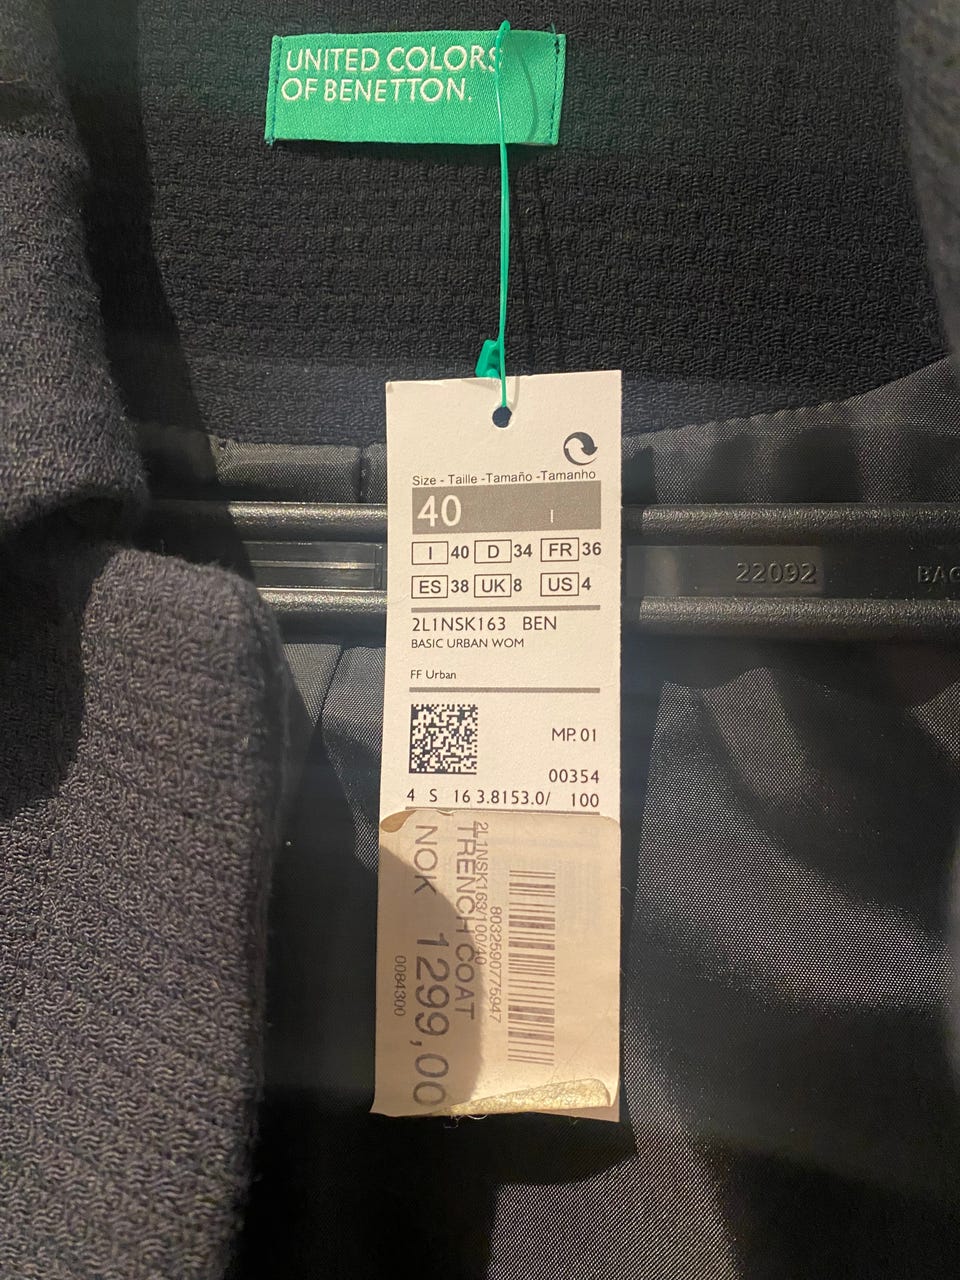 UNITED COLORS
OF BENETTON.
Size - Taille -Tamaño -Tamanho
40 I
I 40 D 34 FR 36
ES 38 UK 8 US 4
2L1NSK163 BEN
BASIC URBAN WOM
FF Urban
MP. 01
00354
4 S 16 3.8153.0/ 100
8032590775947
2L1NSK163/100/40
TRENCH COAT
NOK 1299,00
0084300
22092